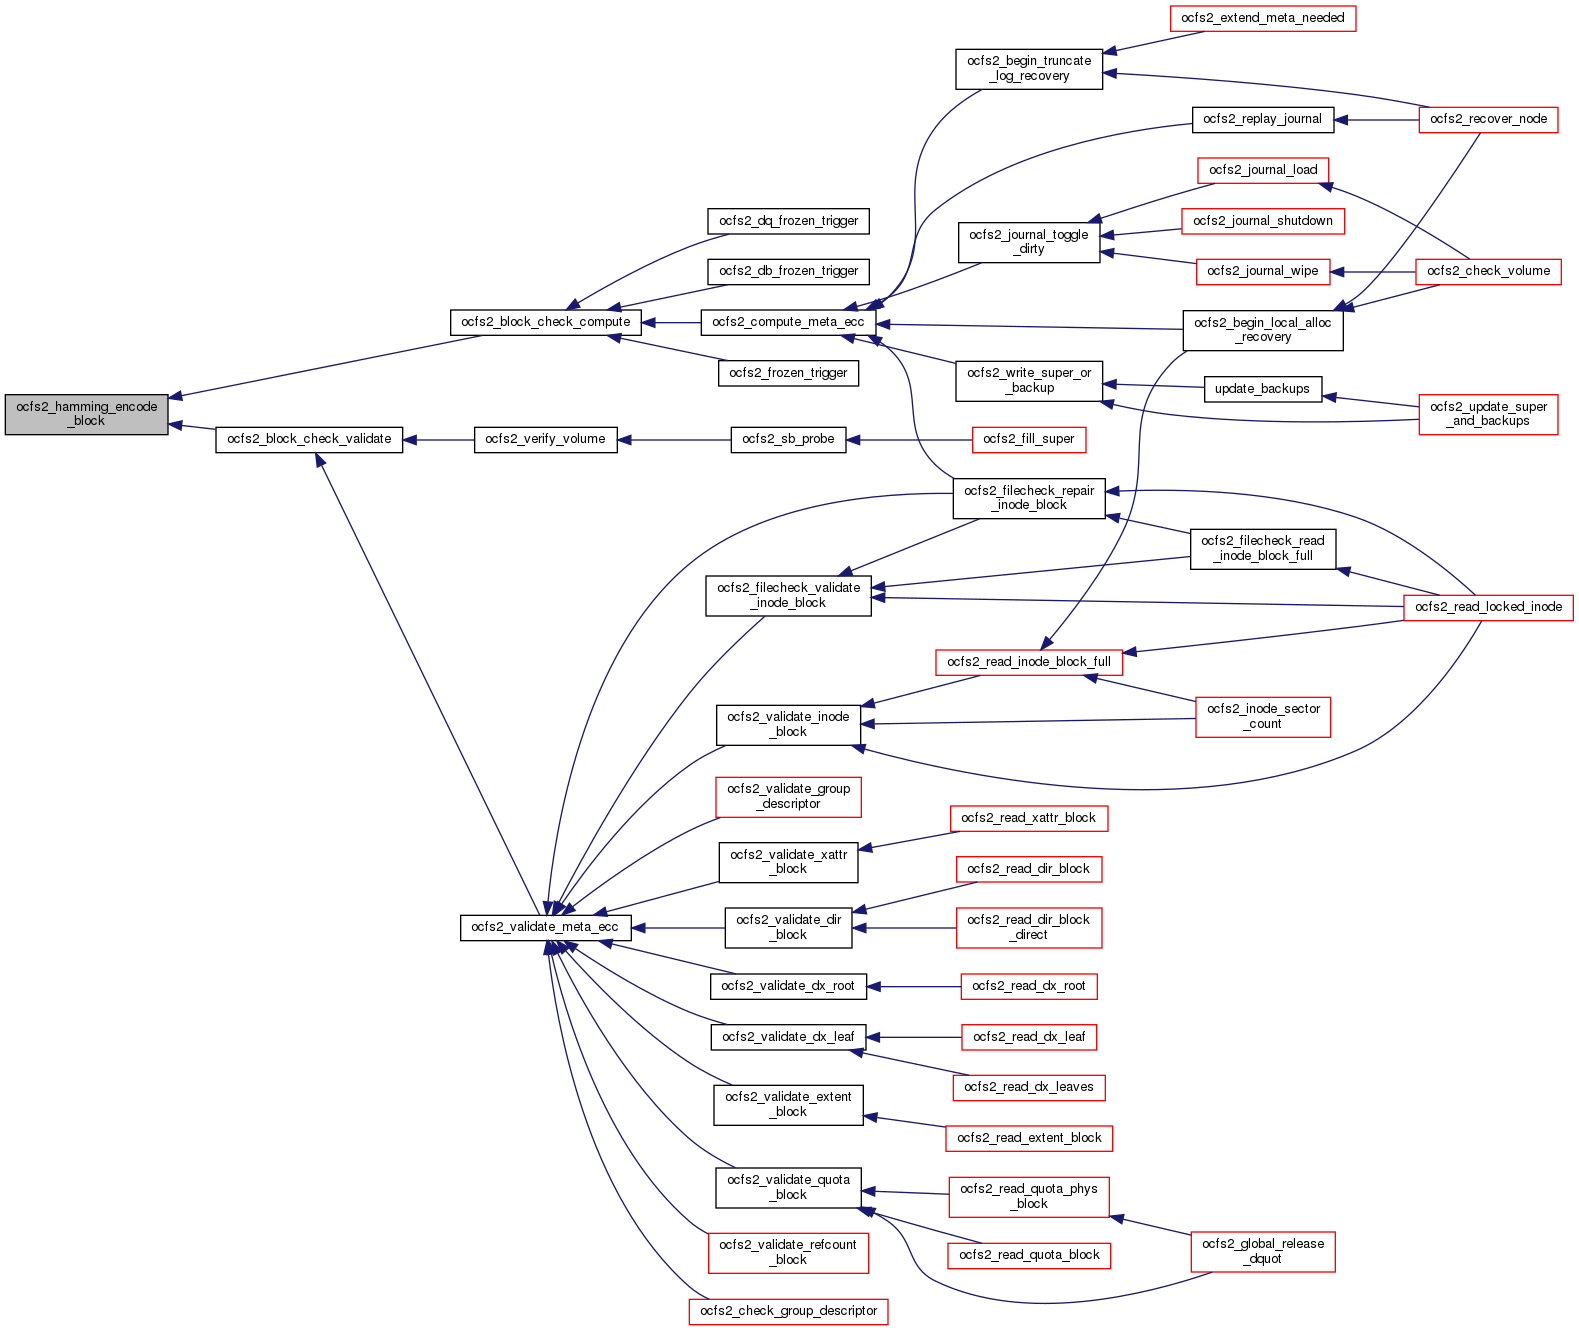 ocfs2_extend_meta_needed
ocfs2_begin_truncate
_log_recovery
ocfs2_replay_journal
ocfs2_recover_node
ocfs2_journal_load
ocfs2_dq_frozen_trigger
ocfs2_journal_shutdown
ocfs2_journal_toggle
_dirty
ocfs2_db_frozen_trigger
ocfs2_journal_wipe
ocfs2_check_volume
ocfs2_block_check_compute
ocfs2_compute_meta_ecc
ocfs2_begin_local_alloc
_recovery
ocfs2_frozen_trigger
ocfs2_write_super_or
_backup
update_backups
ocfs2_hamming_encode
_block
ocfs2_update_super
_and_backups
ocfs2_block_check_validate
ocfs2_verify_volume
ocfs2_sb_probe
ocfs2_fill_super
ocfs2_filecheck_repair
_inode_block
ocfs2_filecheck_read
_inode_block_full
ocfs2_filecheck_validate
_inode_block
ocfs2_read_locked_inode
ocfs2_read_inode_block_full
ocfs2_validate_inode
_block
ocfs2_inode_sector
_count
ocfs2_validate_group
_descriptor
ocfs2_read_xattr_block
ocfs2_validate_xattr
_block
ocfs2_read_dir_block
ocfs2_validate_meta_ecc
ocfs2_validate_dir
_block
ocfs2_read_dir_block
_direct
ocfs2_validate_dx_root
ocfs2_read_dx_root
ocfs2_validate_dx_leaf
ocfs2_read_dx_leaf
ocfs2_read_dx_leaves
ocfs2_validate_extent
_block
ocfs2_read_extent_block
ocfs2_validate_quota
_block
ocfs2_read_quota_phys
_block
ocfs2_validate_refcount
_block
ocfs2_read_quota_block
ocfs2_global_release
_dquot
ocfs2_check_group_descriptor